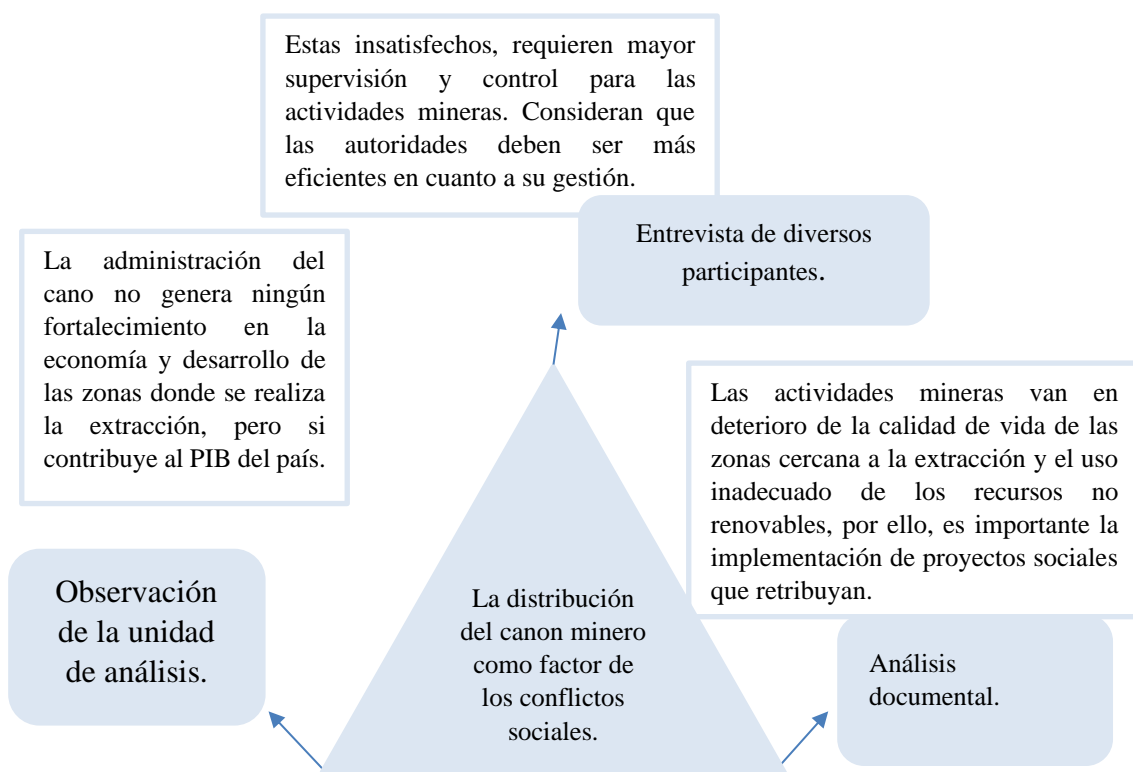 Estas insatisfechos, requieren mayor
supervisión y control para las
actividades mineras. Consideran que
las autoridades deben ser más
eficientes en cuanto a su gestión.
Entrevista de diversos
participantes.
La administración del
cano no genera ningún
fortalecimiento en la
economía y desarrollo de
las zonas donde se realiza
la extracción, pero si
contribuye al PIB del país.
Las actividades mineras van en
deterioro de la calidad de vida de las
zonas cercana a la extracción y el uso
inadecuado de los recursos no
renovables, por ello, es importante la
implementación de proyectos sociales
que retribuyan.
Observación
de la unidad
de análisis.
La distribución
del canon minero
como factor de
los conflictos
sociales.
Análisis
documental.